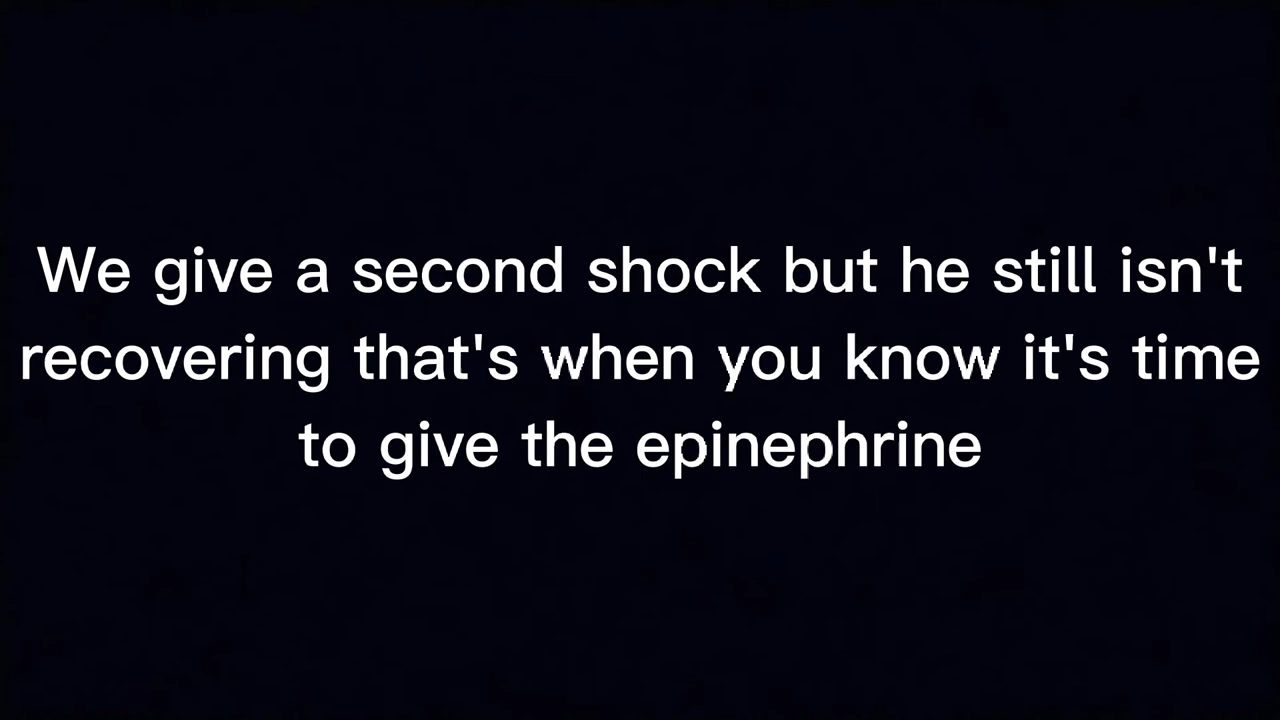 We give a second shock but he still isn't
recovering that's when you know it's time
to give the epinephrine